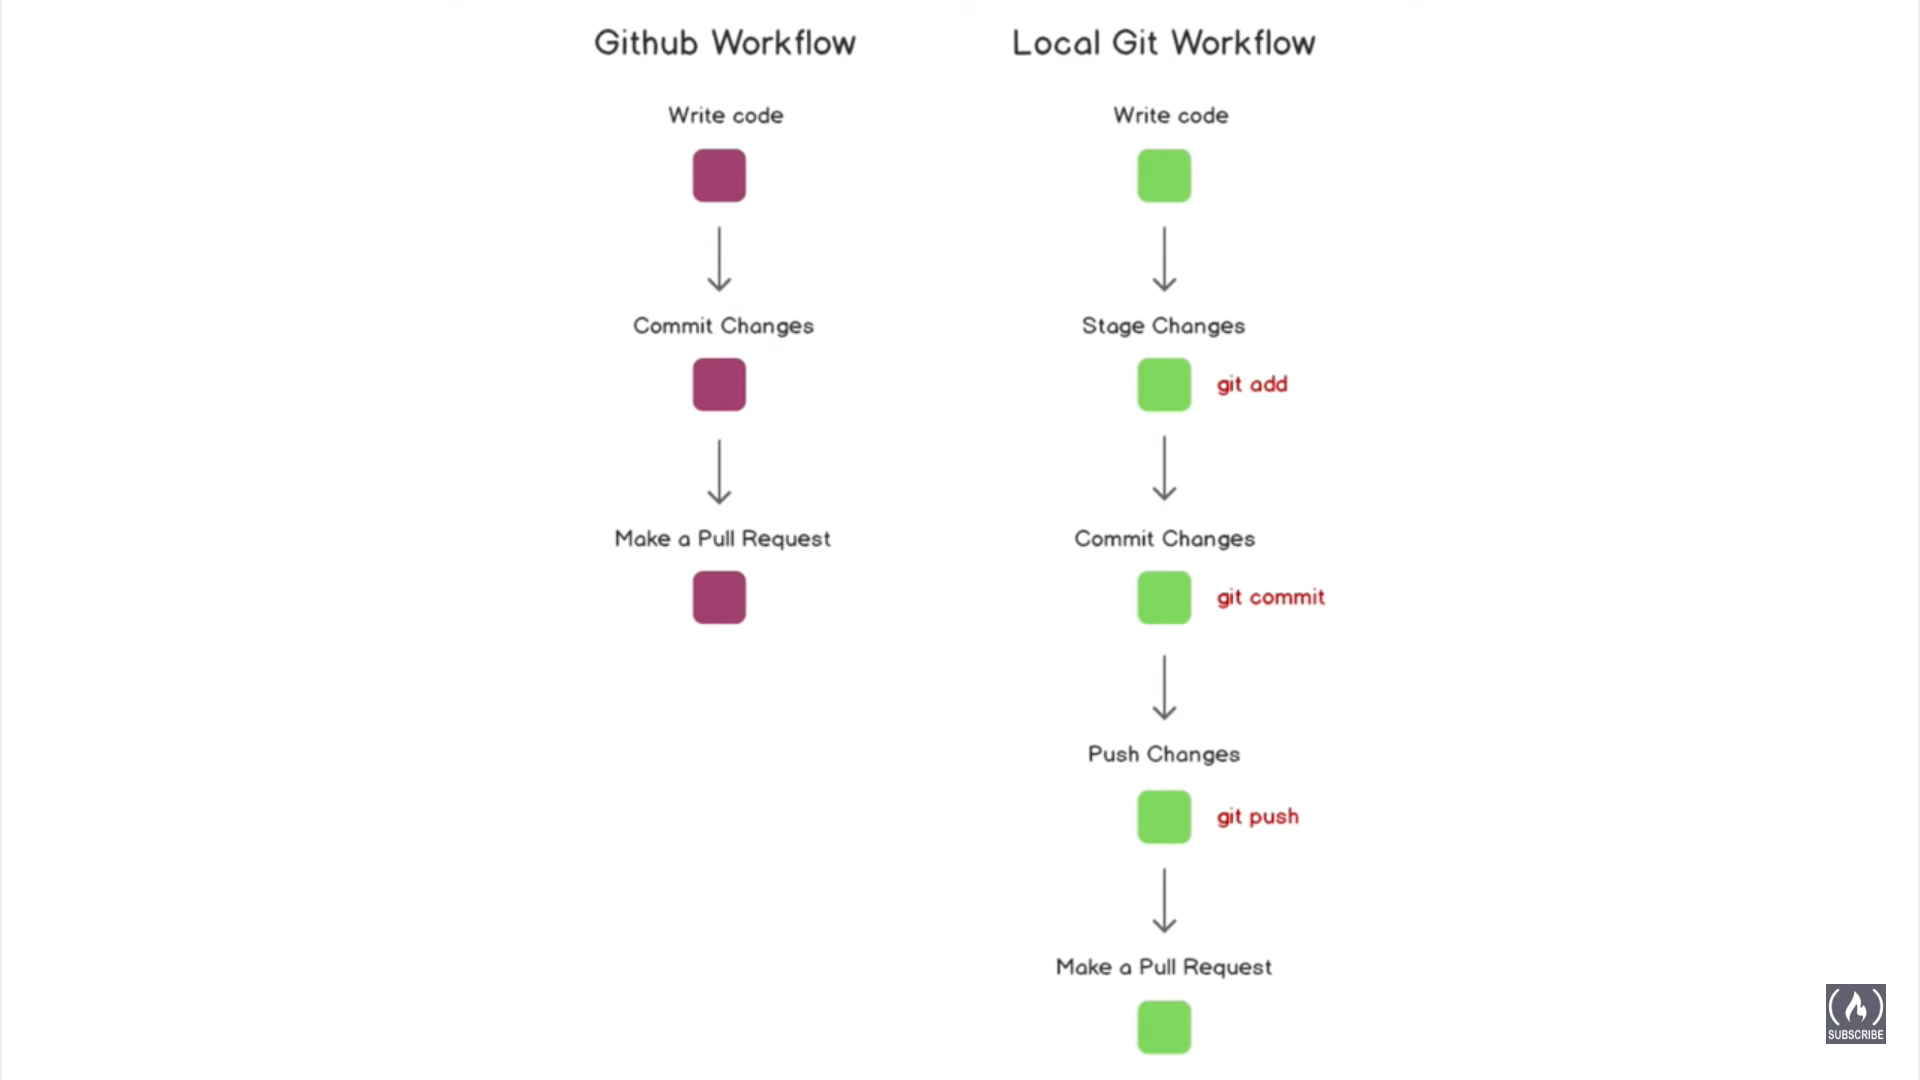 Github Workflow
Write code
Commit Changes
Make a Pull Request
Local Git Workflow
Write code
Stage Changes
git add
Commit Changes
git commit
Push Changes
git push
Make a Pull Request
SUBSCRIBE